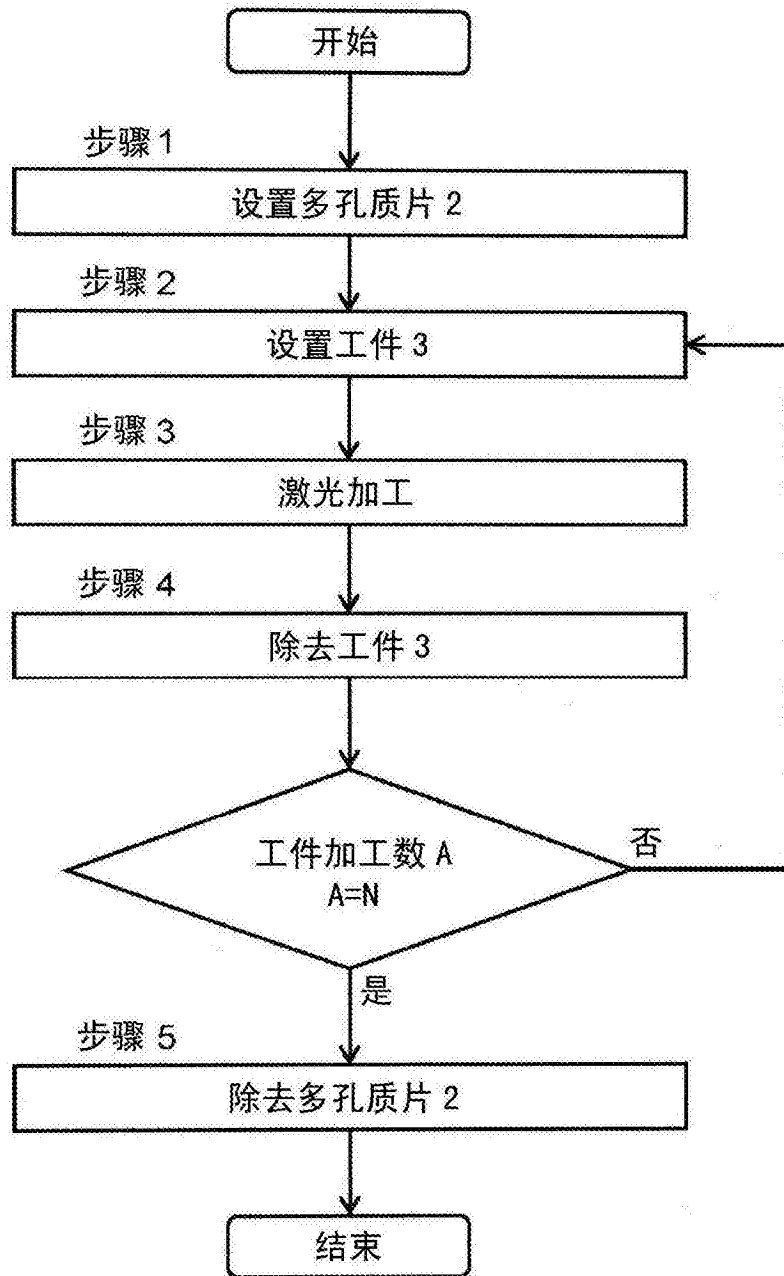 开始
步骤 1
设置多孔质片 2
步骤 2
设置工件 3
步骤 3
激光加工
步骤 4
除去工件 3
工件加工数 A
A=N
否
是
步骤 5
除去多孔质片 2
结束